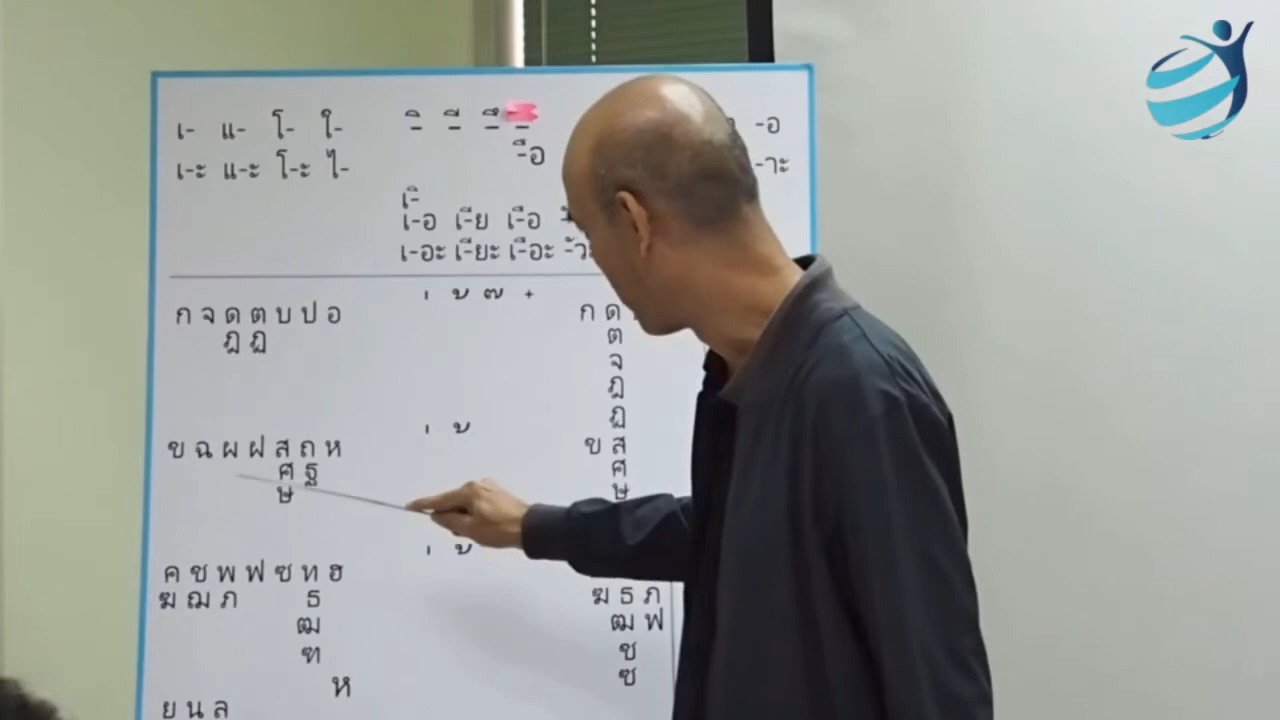 เ- แ- โ- ใ- -ิ -ี -ึ -อ
-ือ
เ-ะ แ-ะ โ-ะ ไ- -าะ
เ-ิ
เ-อ เ-ีย เ-ือ
เ-อะ เ-ียะ เ-ือะ -ัวะ
่ ้ ๊ ๋
ก จ ด ต บ ป อ ก ด
ฎ ฏ ต
จ
ฎ
ฏ
่ ้
ข ฉ ผ ฝ ส ถ ห ข ส
ศ ฐ ศ
ษ ษ
่ ้
ค ช พ ฟ ซ ท ฮ
ฆ ฌ ภ ธ ฆ ธ ภ
ฒ ฒ ฟ
ฑ ช
ซ
ห
ย น ล